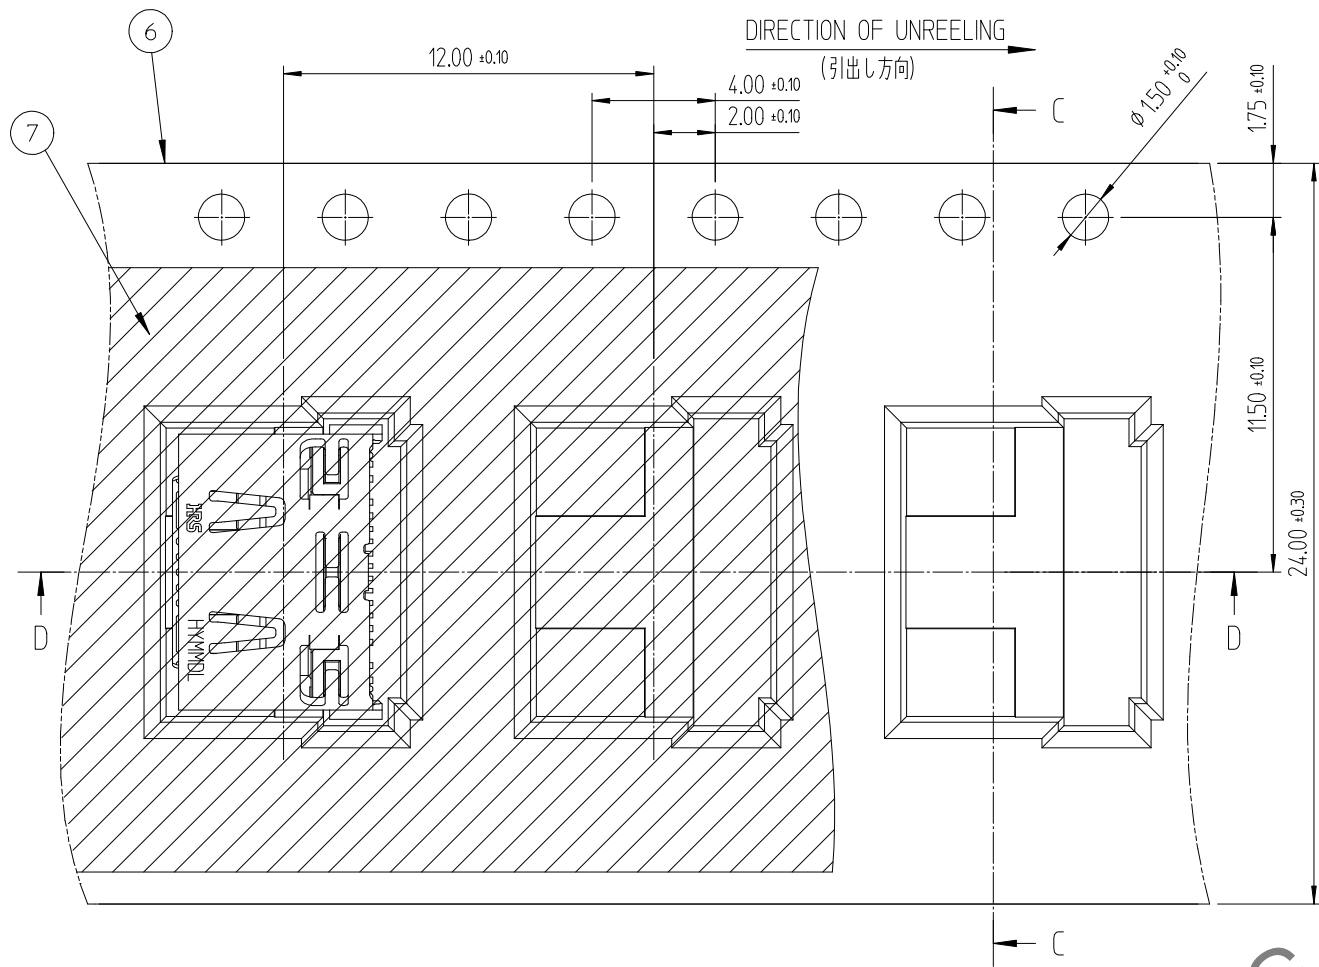 6
DIRECTION OF UNREELING
(引出し方向)
12.00 ±0.10
4.00 ±0.10
2.00 ±0.10
C
Ø 1.50 +0.10 0
1.75 ±0.10
7
11.50 ±0.10
24.00 ±0.30
HRS
HYMMDL
D
D
C